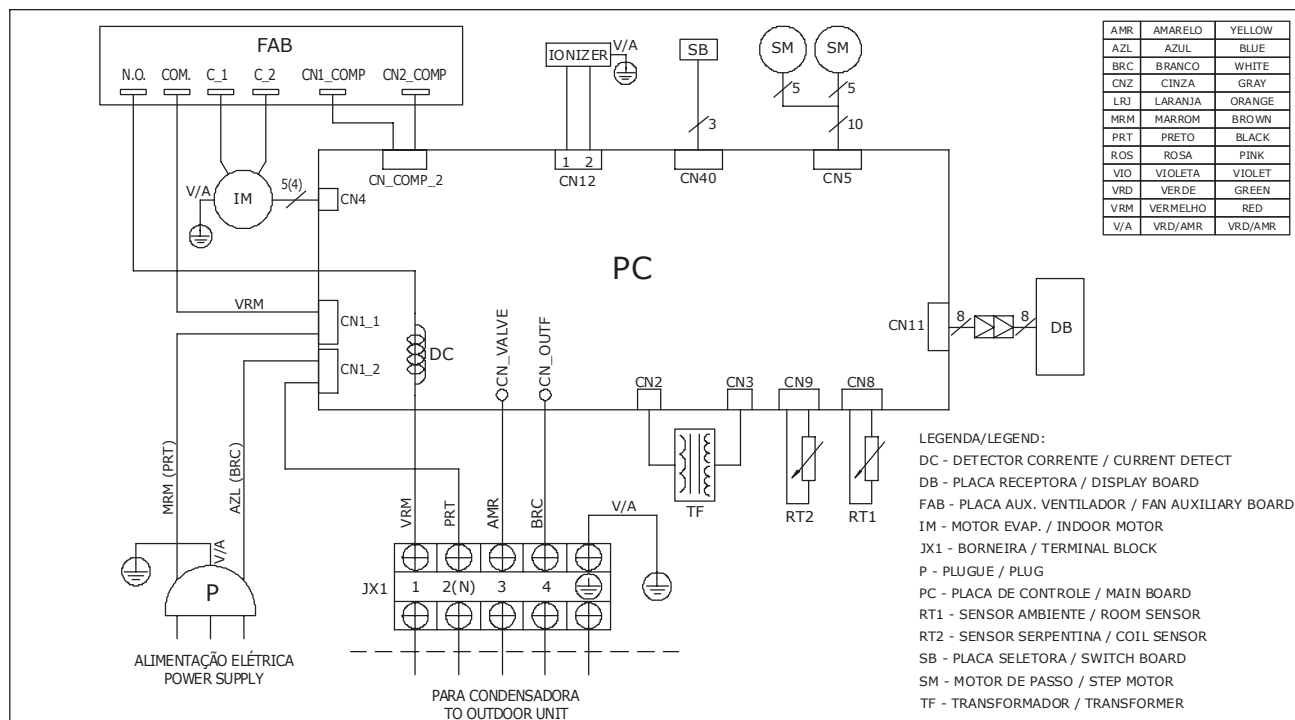 FAB
N.O. COM. C_1 C_2 CN1_COMP CN2_COMP
IONIZER V/A
SB
SM SM
5 5
3
10
AMR AMARELO YELLOW
AZL AZUL BLUE
BRC BRANCO WHITE
CNZ CINZA GRAY
LRJ LARANJA ORANGE
MRM MARROM BROWN
PRT PRETO BLACK
ROS ROSA PINK
VIO VIOLETA VIOLET
VRD VERDE GREEN
VRM VERMELHO RED
V/A VRD/AMR VRD/AMR
CN_COMP_2
1 2
CN12
CN40
CN5
V/A
IM
5(4)
CN4
PC
VRM
CN1_1
CN1_2
DC
CN_VALVE
CN_OUTF
CN11
8 8
DB
CN2 CN3 CN9 CN8
TF
RT2 RT1
MRM (PRT)
AZL (BRC)
V/A
P
ALIMENTAÇÃO ELÉTRICA
POWER SUPPLY
VRM PRT AMR BRC V/A
JX1 1 2(N) 3 4
PARA CONDENSADORA
TO OUTDOOR UNIT
LEGENDA/LEGEND:
DC - DETECTOR CORRENTE / CURRENT DETECT
DB - PLACA RECEPTORA / DISPLAY BOARD
FAB - PLACA AUX. VENTILADOR / FAN AUXILIARY BOARD
IM - MOTOR EVAP. / INDOOR MOTOR
JX1 - BORNEIRA / TERMINAL BLOCK
P - PLUGUE / PLUG
PC - PLACA DE CONTROLE / MAIN BOARD
RT1 - SENSOR AMBIENTE / ROOM SENSOR
RT2 - SENSOR SERPENTINA / COIL SENSOR
SB - PLACA SELETORA / SWITCH BOARD
SM - MOTOR DE PASSO / STEP MOTOR
TF - TRANSFORMADOR / TRANSFORMER